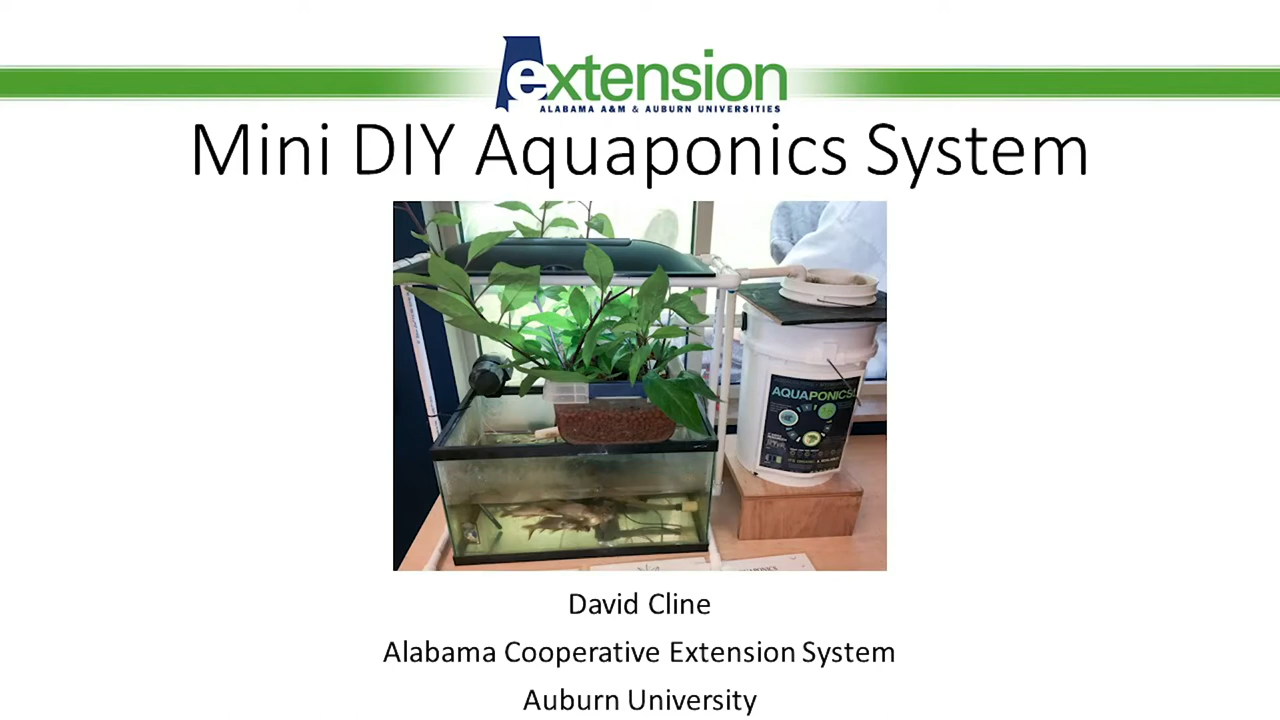 extension
ALABAMA A&M & AUBURN UNIVERSITIES
Mini DIY Aquaponics System
AQUAPONICS
David Cline
Alabama Cooperative Extension System
Auburn University